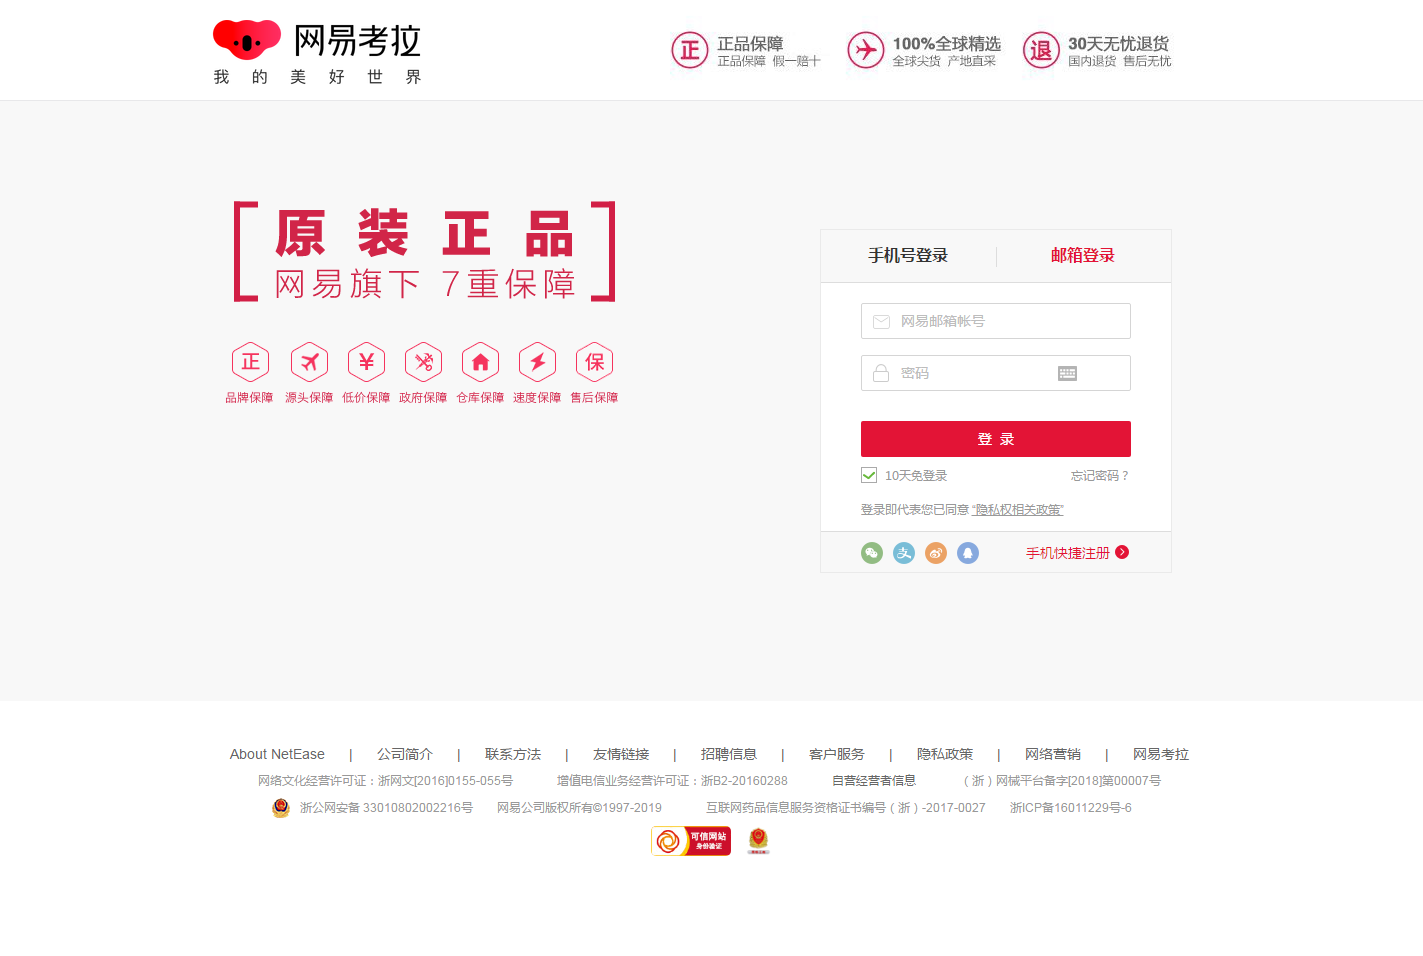 网易考拉
我的美好世界
正 正品保障
正品保障 假一赔十
100%全球精选
全球尖货 产地直采
退 30天无忧退货
国内退货 售后无忧
原装正品
网易旗下 7重保障
正 ¥ 保
品牌保障 源头保障 低价保障 政府保障 仓库保障 速度保障 售后保障
手机号登录 邮箱登录
网易邮箱帐号
密码
登 录
10天免登录 忘记密码？
登录即代表您已同意 “隐私权相关政策”
支 手机快捷注册
About NetEase | 公司简介 | 联系方法 | 友情链接 | 招聘信息 | 客户服务 | 隐私政策 | 网络营销 | 网易考拉
网络文化经营许可证：浙网文[2016]0155-055号 增值电信业务经营许可证：浙B2-20160288 自营经营者信息 （浙）网械平台备字[2018]第00007号
浙公网安备 33010802002216号 网易公司版权所有©1997-2019 互联网药品信息服务资格证书编号（浙）-2017-0027 浙ICP备16011229号-6
可信网站
身份验证